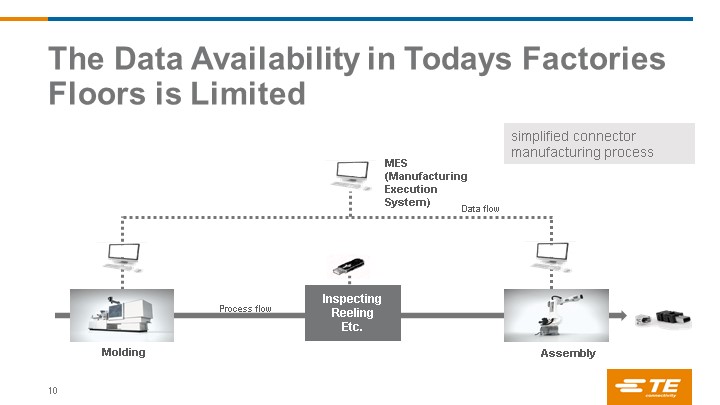 The Data Availability in Todays Factories
Floors is Limited
simplified connector
manufacturing process
MES
(Manufacturing
Execution
System)
Data flow
Process flow
Inspecting
Reeling
Etc.
Molding
Assembly
10
TE
connectivity